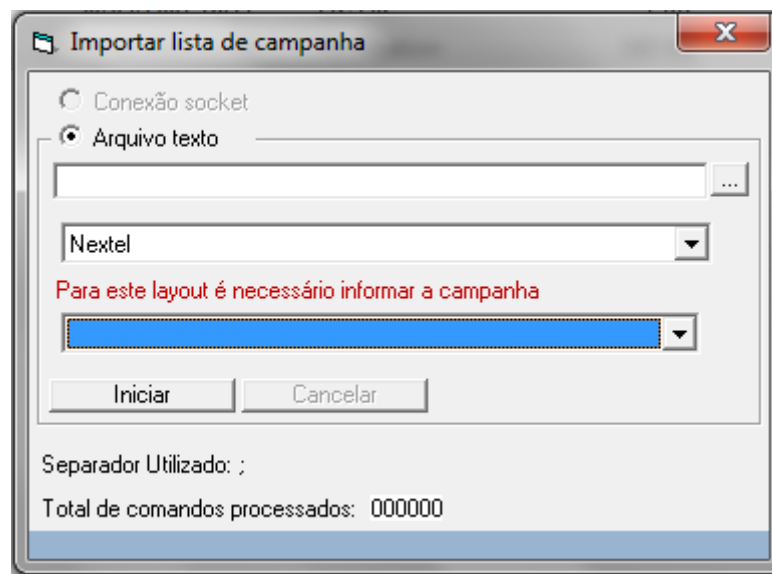 Importar lista de campanha
Conexão socket
Arquivo texto
...
Nextel
Para este layout é necessário informar a campanha
Iniciar Cancelar
Separador Utilizado: ;
Total de comandos processados: 000000